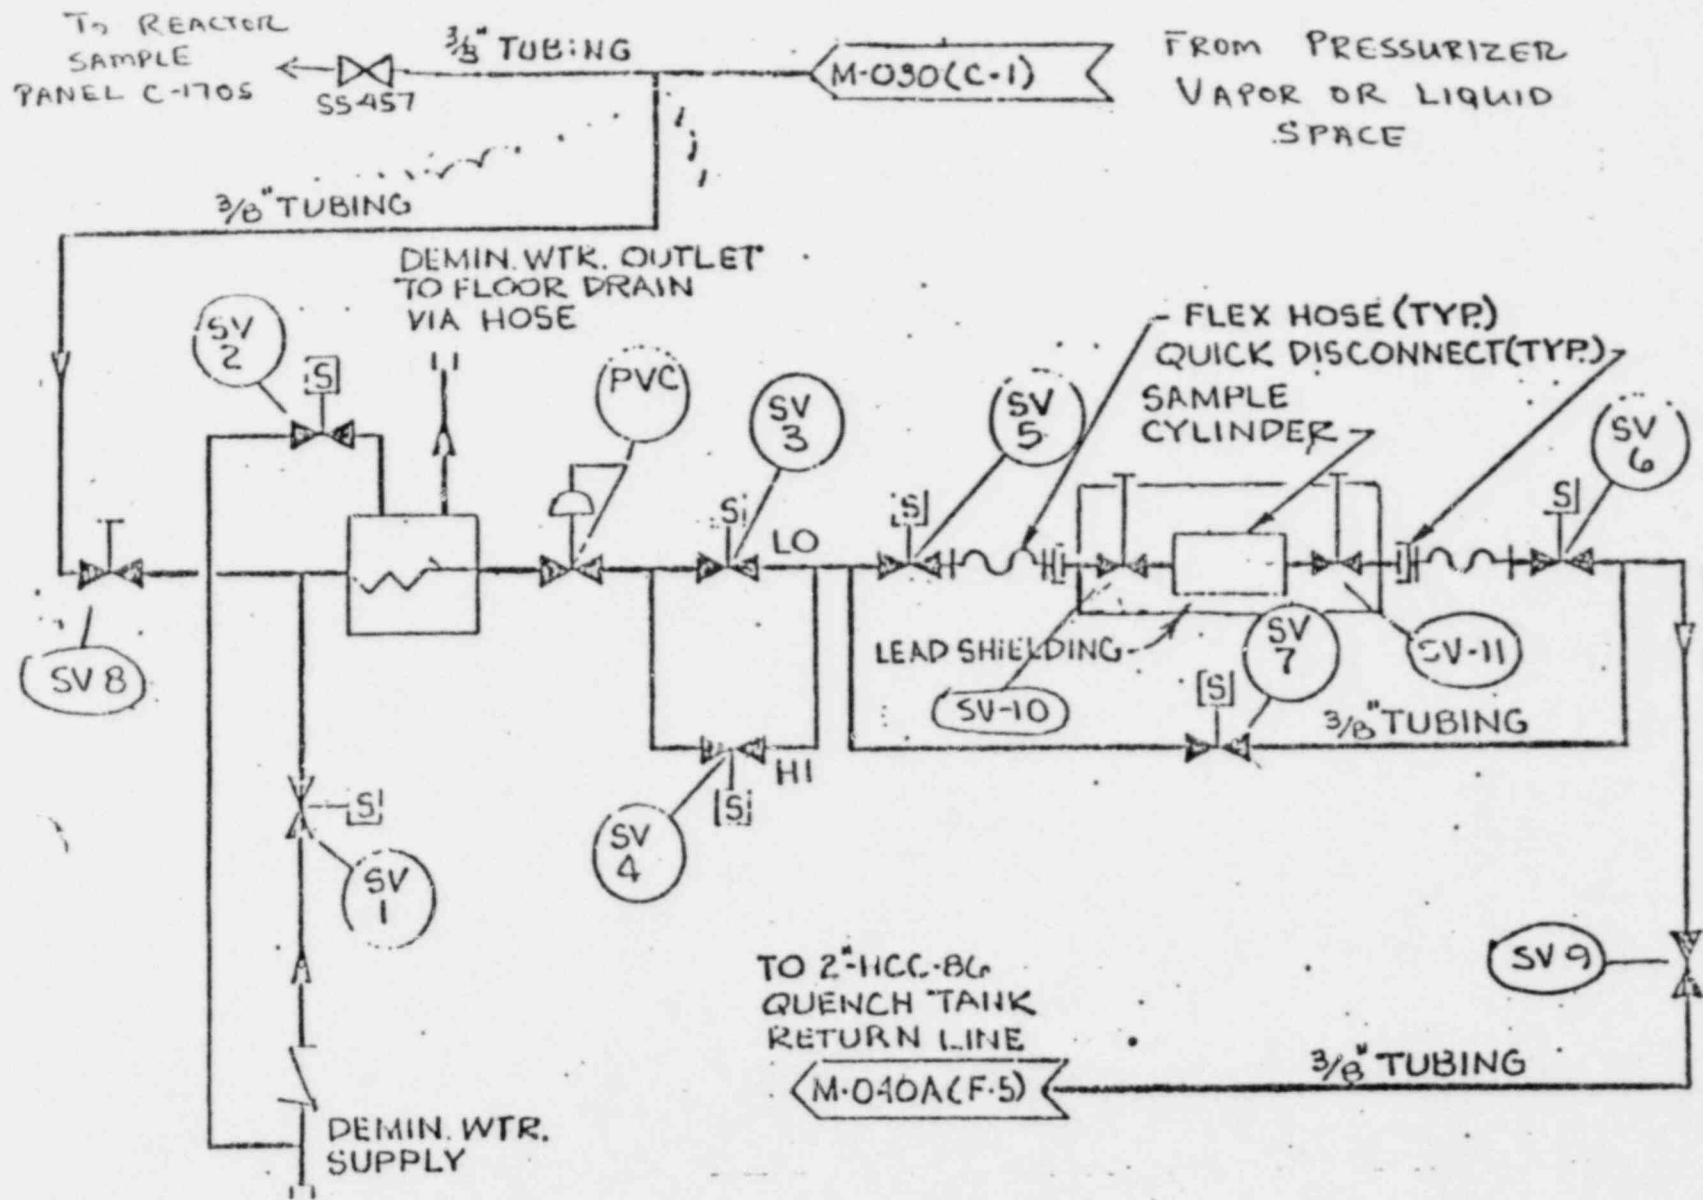 To REACTOR
SAMPLE
PANEL C-170S
SS-457
3/8" TUBING
M-030(C-1)
FROM PRESSURIZER
VAPOR OR LIQUID
SPACE
3/8" TUBING
DEMIN. WTR. OUTLET
TO FLOOR DRAIN
VIA HOSE
SV
2
S
PVC
SV
3
S
LO
SV
5
S
FLEX HOSE (TYP.)
QUICK DISCONNECT (TYP.)
SAMPLE
CYLINDER
SV
6
S
SV 8
LEAD SHIELDING
SV-10
SV
7
S
SV-11
3/8" TUBING
HI
S
SV
4
S
SV
1
SV 9
TO 2"-HCC-86
QUENCH TANK
RETURN LINE
M-040A(F-5)
3/8" TUBING
DEMIN. WTR.
SUPPLY